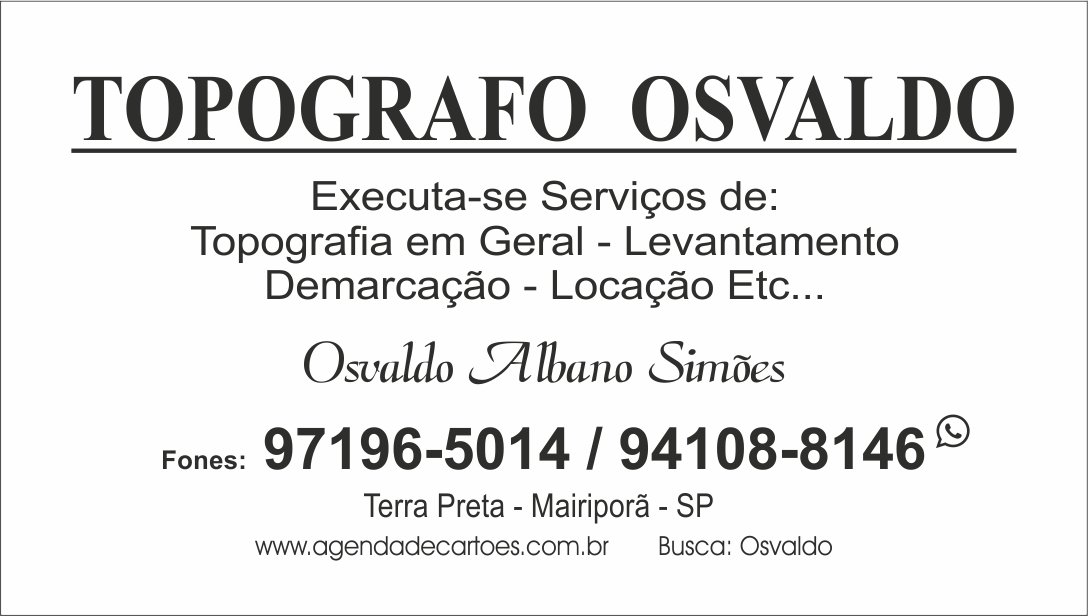 TOPOGRAFO OSVALDO
Executa-se Serviços de:
Topografia em Geral - Levantamento
Demarcação - Locação Etc...
Osvaldo Albano Simões
Fones: 97196-5014 / 94108-8146
Terra Preta - Mairiporã - SP
www.agendadecartoes.com.br Busca: Osvaldo